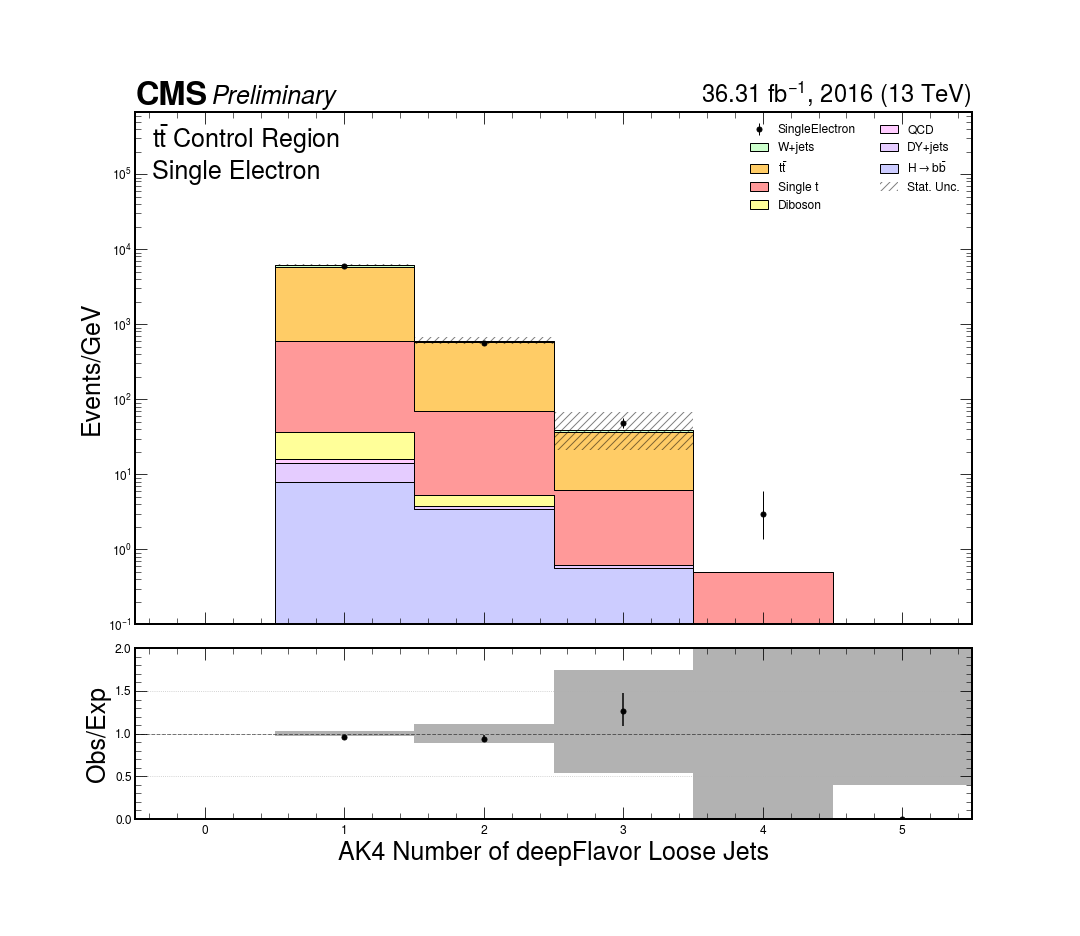 CMS Preliminary
36.31 fb⁻¹, 2016 (13 TeV)
tt̄ Control Region
Single Electron
SingleElectron
W+jets
tt̄
Single t
Diboson
QCD
DY+jets
H→bb̄
Stat. Unc.
Events/GeV
10⁵
10⁴
10³
10²
10¹
10⁰
10⁻¹
Obs/Exp
2.0
1.5
1.0
0.5
0.0
0 1 2 3 4 5
AK4 Number of deepFlavor Loose Jets